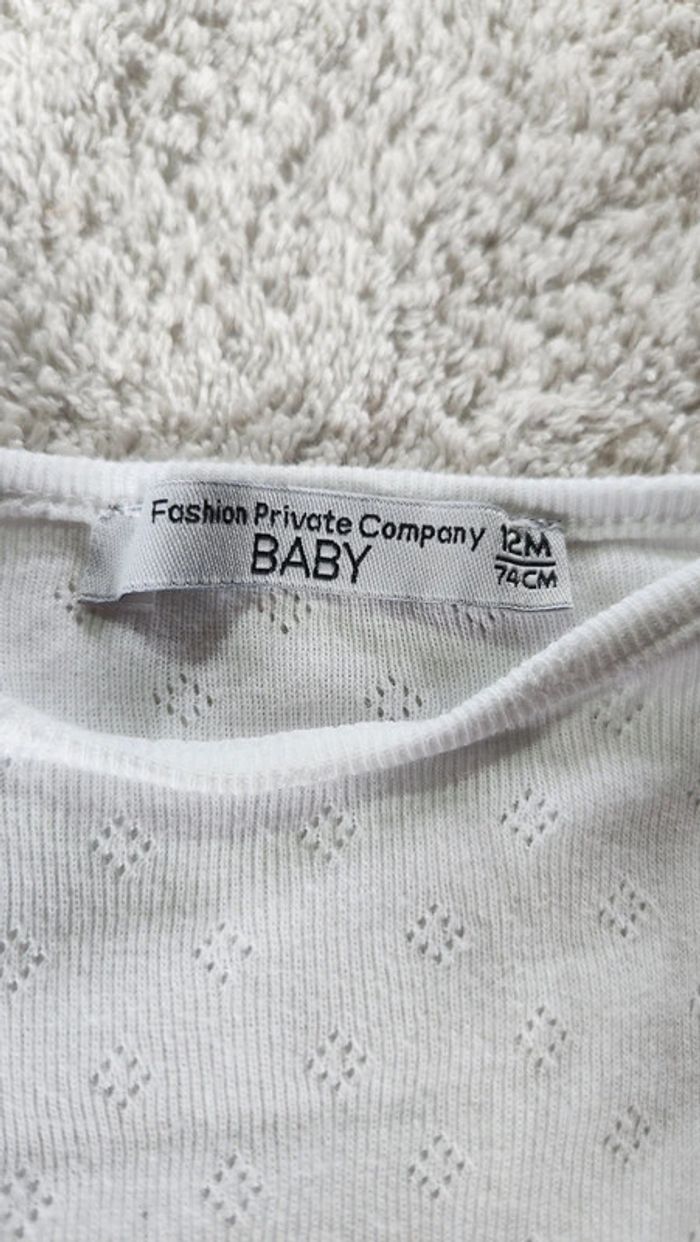 Fashion Private Company
BABY
12M
74CM